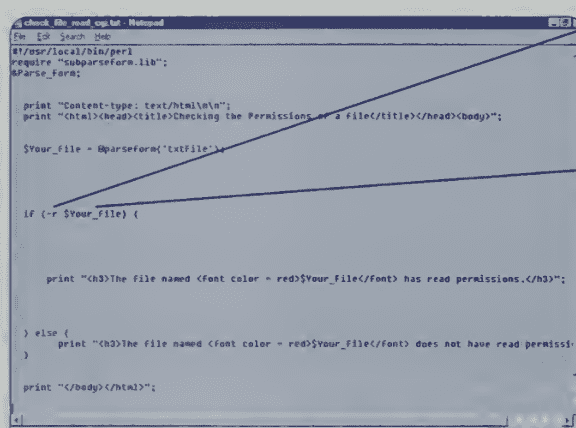 check_file_read_cgi.txt - Notepad
File Edit Search Help
#!/usr/local/bin/perl
require "subparseform.lib";
&Parse_Form;
print "Content-type: text/html\n\n";
print "<html><head><title>Checking the Permissions of a file</title></head><body>";
$Your_File = @parseform{'txtFile'};
if (-r $Your_File) {
print "<h3>The file named <font color = red>$Your_File</font> has read permissions.</h3>";
} else {
print "<h3>The file named <font color = red>$Your_File</font> does not have read permissi
}
print "</body></html>";